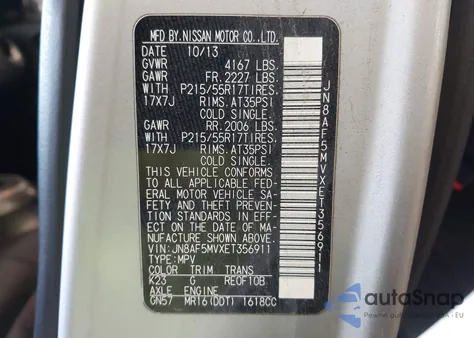 MFD.BY.NISSAN MOTOR CO.,LTD.
DATE 10/13
GVWR 4167 LBS.
GAWR FR. 2227 LBS.
WITH P215/55R17TIRES.
17X7J RIMS.AT35PSI
COLD SINGLE.
GAWR RR. 2006 LBS.
WITH P215/55R17TIRES.
17X7J RIMS.AT35PSI
COLD SINGLE.
THIS VEHICLE CONFORMS
TO ALL APPLICABLE FED-
ERAL MOTOR VEHICLE SA-
FETY AND THEFT PREVEN-
TION STANDARDS IN EFF-
ECT ON THE DATE OF MA-
NUFACTURE SHOWN ABOVE.
VIN:JN8AF5MVXET356911
TYPE:MPV
COLOR TRIM TRANS
K23 G RE0F10B
AXLE ENGINE
GN57 MR16(DDT) 1618CC
JN8AF5MVXET356911
autoSnap